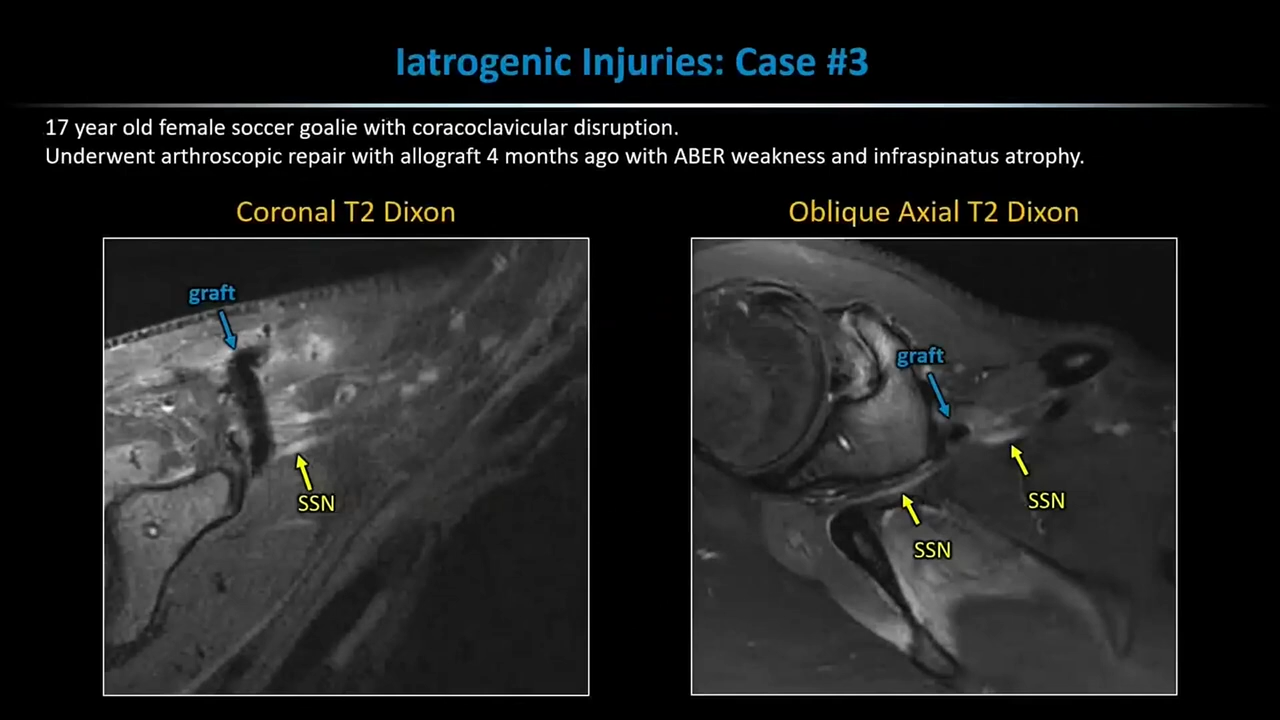 Iatrogenic Injuries: Case #3
17 year old female soccer goalie with coracoclavicular disruption.
Underwent arthroscopic repair with allograft 4 months ago with ABER weakness and infraspinatus atrophy.
Coronal T2 Dixon
Oblique Axial T2 Dixon
graft
SSN
graft
SSN
SSN